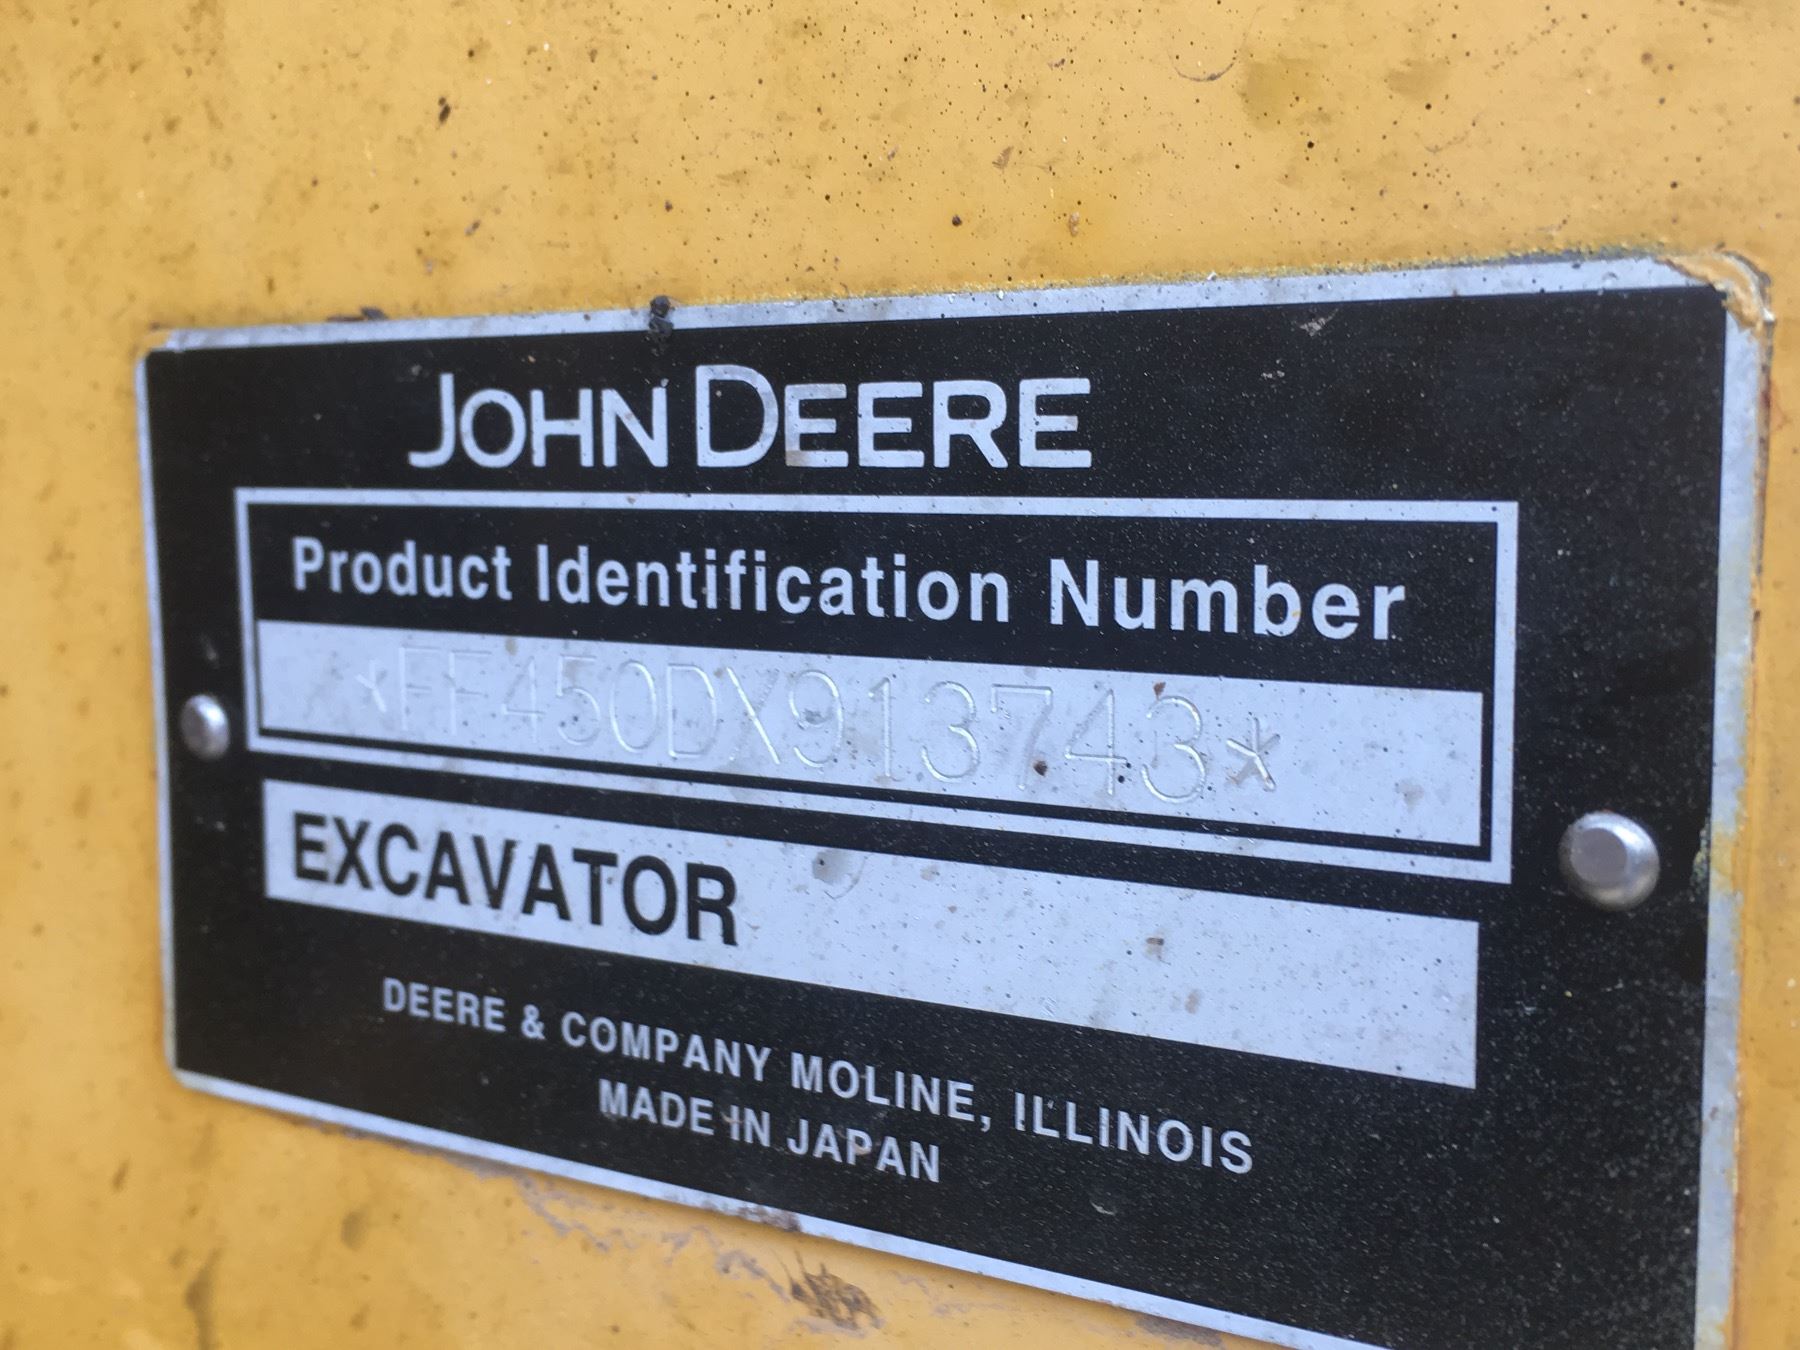 JOHN DEERE
Product Identification Number
*FF450DX913743*
EXCAVATOR
DEERE & COMPANY MOLINE, ILLINOIS
MADE IN JAPAN